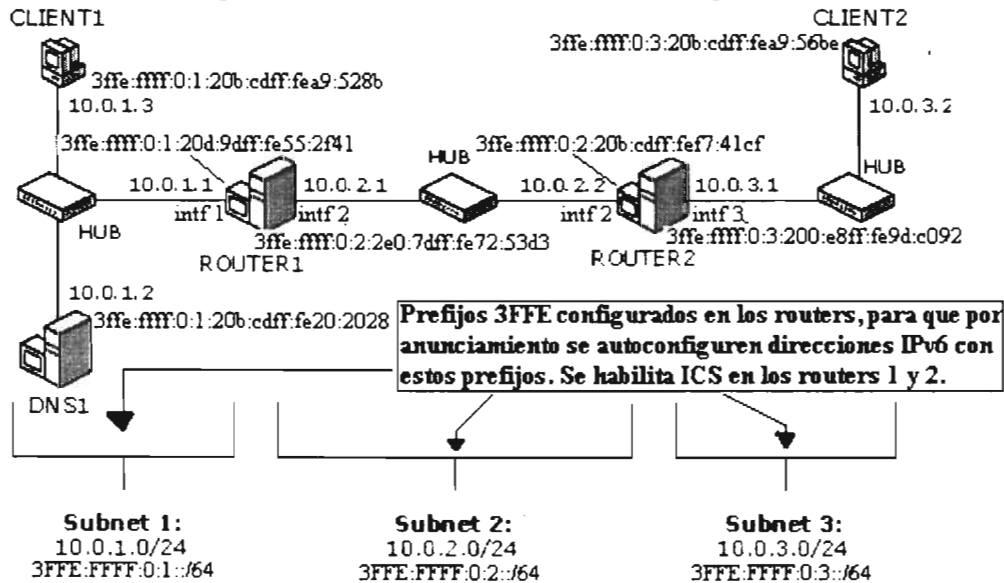 CLIENT1
CLIENT2
3ffe:ffff:0:3:20b:cdff:fea9:56be
3ffe:ffff:0:1:20b:cdff:fea9:528b
10.0.1.3
10.0.3.2
3ffe:ffff:0:1:20d:9dff:fe55:2f41
HUB
3ffe:ffff:0:2:20b:cdff:fef7:41cf
HUB
10.0.1.1
10.0.2.1
10.0.2.2
10.0.3.1
intf 1
intf 2
intf 2
intf 3
HUB
3ffe:ffff:0:2:2e0:7dff:fe72:53d3
3ffe:ffff:0:3:200:e8ff:fe9d:c092
ROUTER1
ROUTER2
10.0.1.2
3ffe:ffff:0:1:20b:cdff:fe20:2028
DNS1
Prefijos 3FFE configurados en los routers, para que por
anunciamiento se autoconfiguren direcciones IPv6 con
estos prefijos. Se habilita ICS en los routers 1 y 2.
Subnet 1:
10.0.1.0/24
3FFE:FFFF:0:1::/64
Subnet 2:
10.0.2.0/24
3FFE:FFFF:0:2::/64
Subnet 3:
10.0.3.0/24
3FFE:FFFF:0:3::/64